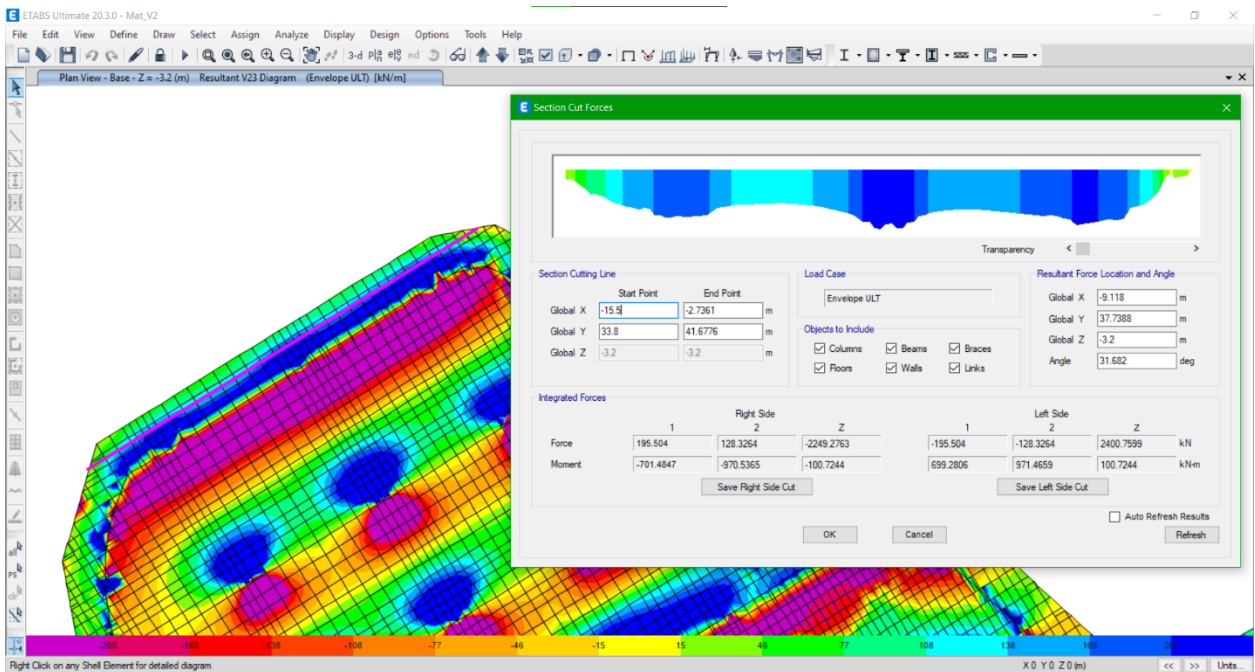 ETABS Ultimate 20.3.0 - Mat_V2
File Edit View Define Draw Select Assign Analyze Display Design Options Tools Help
3-d
Plan View - Base - Z = -3.2 (m) Resultant V23 Diagram (Envelope ULT) [kN/m]
Section Cut Forces
Transparency
Section Cutting Line
Start Point End Point
Global X -15.5 -2.7361 m
Global Y 33.8 41.6776 m
Global Z -3.2 -3.2 m
Load Case
Envelope ULT
Objects to Include
Columns Beams Braces
Floors Walls Links
Resultant Force Location and Angle
Global X -9.118 m
Global Y 37.7388 m
Global Z -3.2 m
Angle 31.682 deg
Integrated Forces
Right Side Left Side
1 2 Z 1 2 Z
Force 195.504 128.3264 -2249.2763 -195.504 -128.3264 2400.7599 kN
Moment -701.4847 -970.5365 -100.7244 699.2806 971.4659 100.7244 kN-m
Save Right Side Cut Save Left Side Cut
Auto Refresh Results
OK Cancel Refresh
all
-200 -169 -138 -108 -77 -46 -15 15 46 77 108 138 169
Right Click on any Shell Element for detailed diagram X 0 Y 0 Z 0 (m) << >> Units...